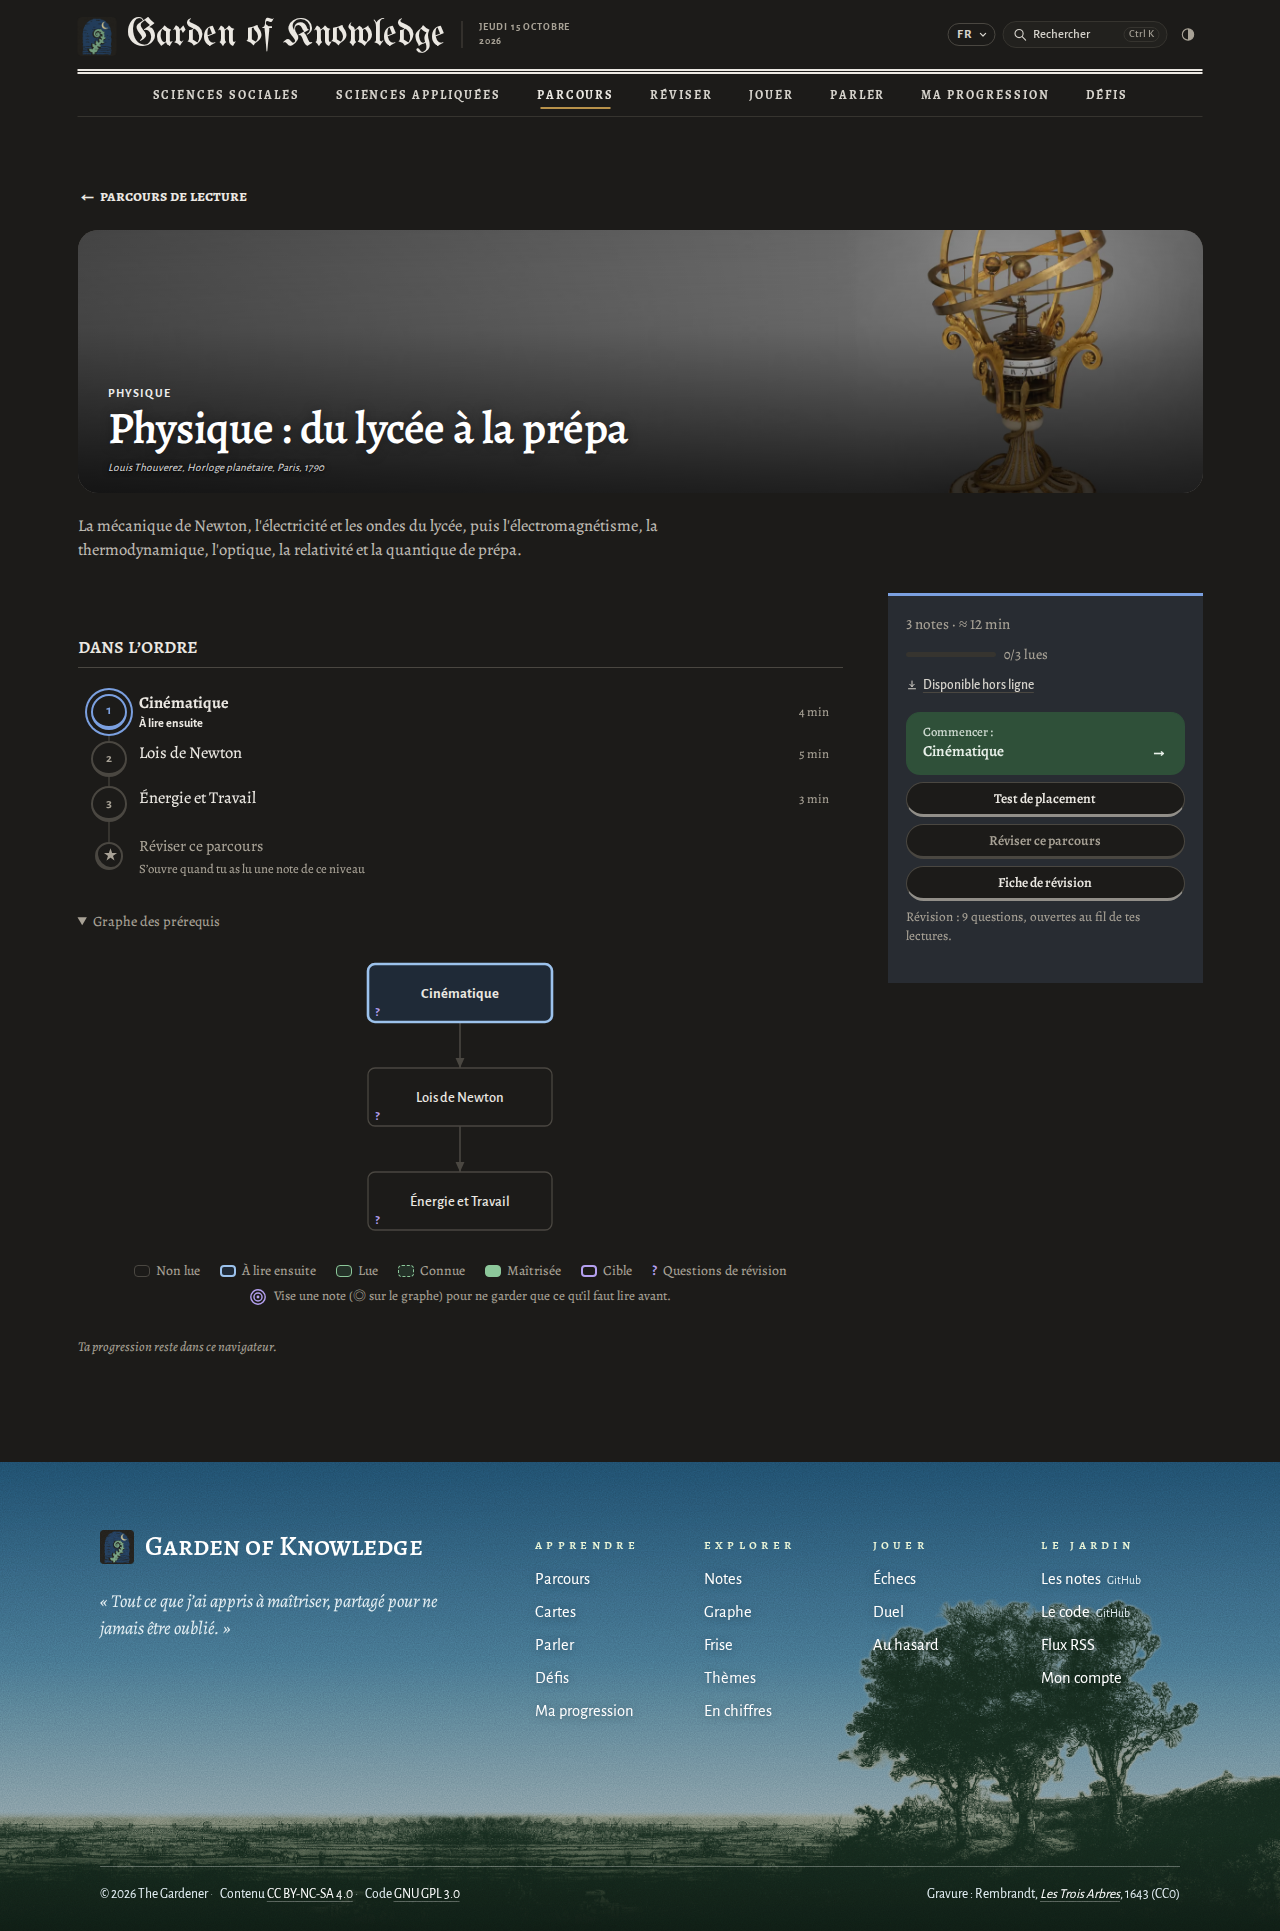 Garden of Knowledge
JEUDI 15 OCTOBRE
2026
FR
Rechercher
Ctrl K
SCIENCES SOCIALES
SCIENCES APPLIQUÉES
PARCOURS
RÉVISER
JOUER
PARLER
MA PROGRESSION
DÉFIS
← PARCOURS DE LECTURE
PHYSIQUE
Physique : du lycée à la prépa
Louis Thouverez, Horloge planétaire, Paris, 1790
La mécanique de Newton, l'électricité et les ondes du lycée, puis l'électromagnétisme, la
thermodynamique, l'optique, la relativité et la quantique de prépa.
DANS L'ORDRE
1
Cinématique
À lire ensuite
4 min
2
Lois de Newton
5 min
3
Énergie et Travail
3 min
★
Réviser ce parcours
S'ouvre quand tu as lu une note de ce niveau
3 notes · ≈ 12 min
0/3 lues
Disponible hors ligne
Commencer :
Cinématique →
Test de placement
Réviser ce parcours
Fiche de révision
Révision : 9 questions, ouvertes au fil de tes
lectures.
▼ Graphe des prérequis
Cinématique
?
Lois de Newton
?
Énergie et Travail
?
Non lue
À lire ensuite
Lue
Connue
Maîtrisée
Cible
? Questions de révision
Vise une note (◎ sur le graphe) pour ne garder que ce qu'il faut lire avant.
Ta progression reste dans ce navigateur.
GARDEN OF KNOWLEDGE
« Tout ce que j'ai appris à maîtriser, partagé pour ne
jamais être oublié. »
APPRENDRE
Parcours
Cartes
Parler
Défis
Ma progression
EXPLORER
Notes
Graphe
Frise
Thèmes
En chiffres
JOUER
Échecs
Duel
Au hasard
LE JARDIN
Les notes GitHub
Le code GitHub
Flux RSS
Mon compte
© 2026 The Gardener · Contenu CC BY-NC-SA 4.0 · Code GNU GPL 3.0
Gravure : Rembrandt, Les Trois Arbres, 1643 (CC0)